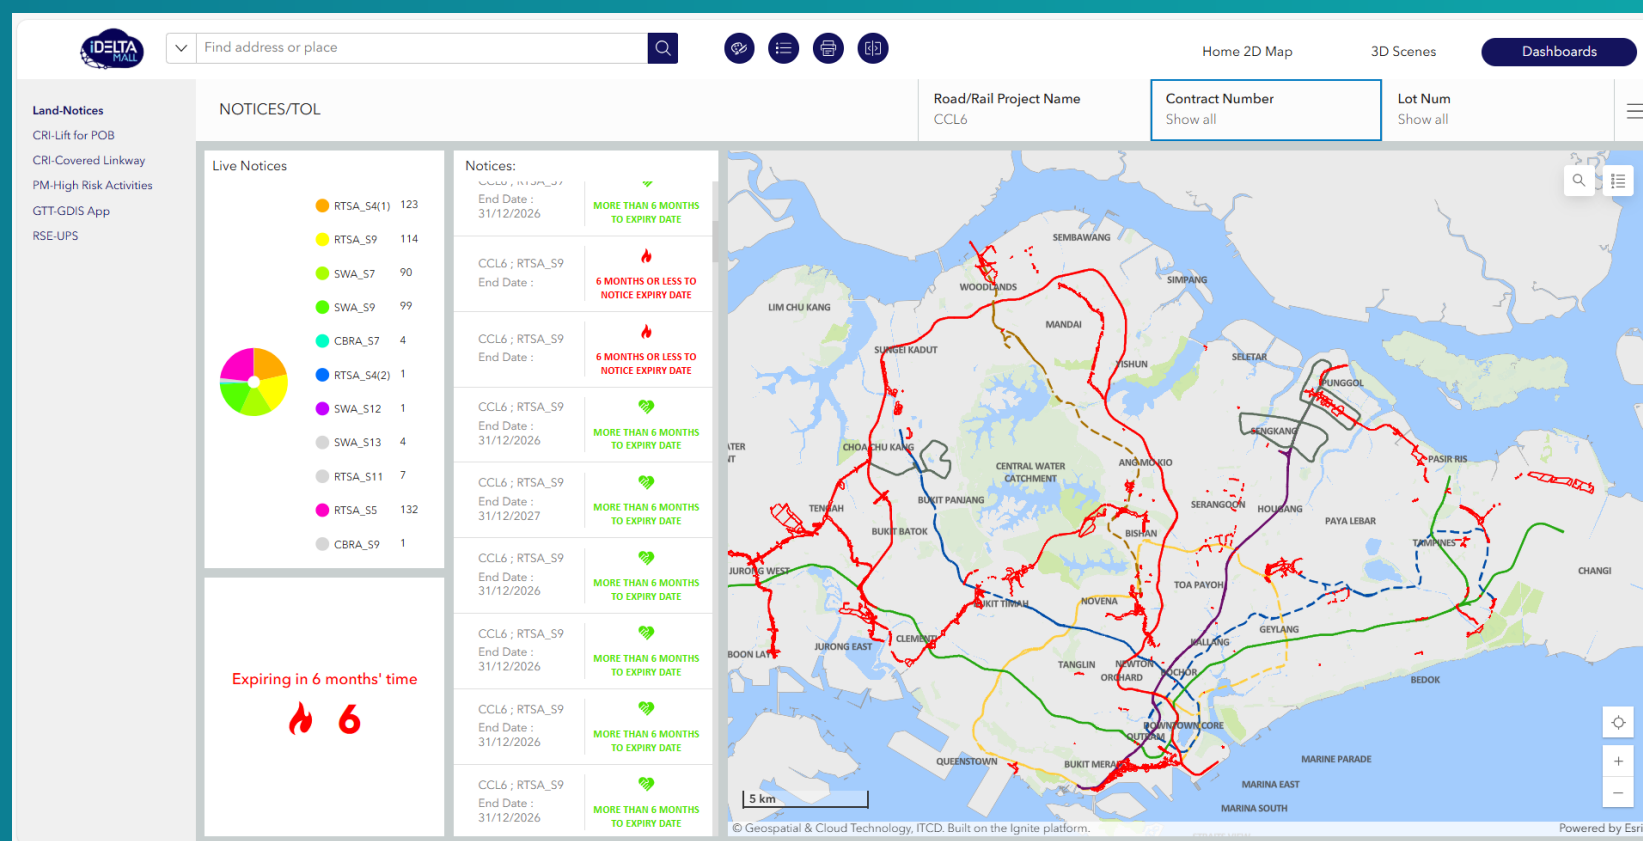 iDELTA
MALL
Find address or place
Home 2D Map
3D Scenes
Dashboards
Land-Notices
CRI-Lift for POB
CRI-Covered Linkway
PM-High Risk Activities
GTT-GDIS App
RSE-UPS
NOTICES/TOL
Road/Rail Project Name
CCL6
Contract Number
Show all
Lot Num
Show all
Live Notices
RTSA_S4(1) 123
RTSA_S9 114
SWA_S7 90
SWA_S9 99
CBRA_S7 4
RTSA_S4(2) 1
SWA_S12 1
SWA_S13 4
RTSA_S11 7
RTSA_S5 132
CBRA_S9 1
Expiring in 6 months' time
6
Notices:
CCL6 ; RTSA_S7
End Date :
31/12/2026
MORE THAN 6 MONTHS
TO EXPIRY DATE
CCL6 ; RTSA_S9
End Date :
6 MONTHS OR LESS TO
NOTICE EXPIRY DATE
CCL6 ; RTSA_S9
End Date :
6 MONTHS OR LESS TO
NOTICE EXPIRY DATE
CCL6 ; RTSA_S9
End Date :
31/12/2026
MORE THAN 6 MONTHS
TO EXPIRY DATE
CCL6 ; RTSA_S9
End Date :
31/12/2027
MORE THAN 6 MONTHS
TO EXPIRY DATE
CCL6 ; RTSA_S9
End Date :
31/12/2026
MORE THAN 6 MONTHS
TO EXPIRY DATE
CCL6 ; RTSA_S9
End Date :
31/12/2026
MORE THAN 6 MONTHS
TO EXPIRY DATE
CCL6 ; RTSA_S9
End Date :
31/12/2026
MORE THAN 6 MONTHS
TO EXPIRY DATE
CCL6 ; RTSA_S9
End Date :
31/12/2026
MORE THAN 6 MONTHS
TO EXPIRY DATE
SEMBAWANG
WOODLANDS
SIMPANG
LIM CHU KANG
MANDAI
SUNGEI KADUT
YISHUN
SELETAR
PUNGGOL
SENGKANG
CHOA CHU KANG
PASIR RIS
ANG MO KIO
CENTRAL WATER
CATCHMENT
BUKIT PANJANG
SERANGOON
HOUGANG
TENGAH
PAYA LEBAR
BUKIT BATOK
BISHAN
TAMPINES
JURONG WEST
CHANGI
TOA PAYOH
BUKIT TIMAH
NOVENA
GEYLANG
CLEMENTI
KALLANG
JURONG EAST
BOON LAY
TANGLIN
NEWTON
ROCHOR
ORCHARD
BEDOK
DOWNTOWN CORE
OUTRAM
QUEENSTOWN
BUKIT MERAH
MARINE PARADE
MARINA EAST
MARINA SOUTH
5 km
© Geospatial & Cloud Technology, ITCD. Built on the Ignite platform.
Powered by Esri